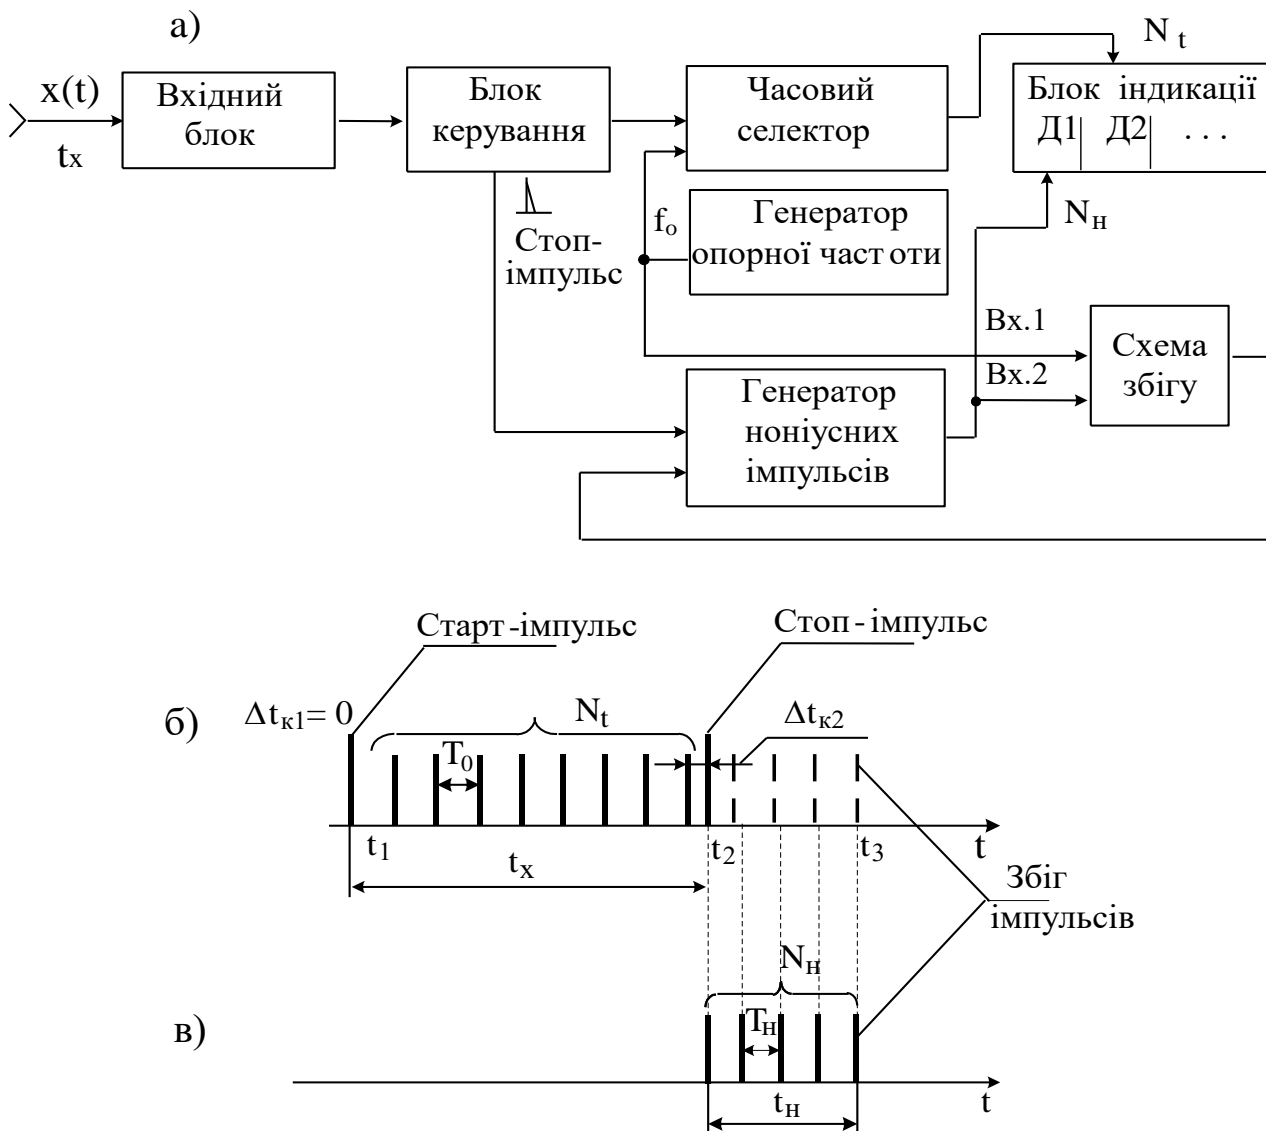 а)
x(t)
tx
Вхідний
блок
Блок
керування
Стоп-
імпульс
Часовий
селектор
fo
Генератор
опорної част оти
Генератор
ноніусних
імпульсів
N t
Блок індикації
Д1 Д2 . . .
Nн
Вх.1
Вх.2
Схема
збігу
Старт-імпульс
Стоп-імпульс
б)
Δtк1= 0
Nt
T0
Δtк2
t1
tx
t2
t3
t
Збіг
імпульсів
в)
Nн
Tн
tн
t